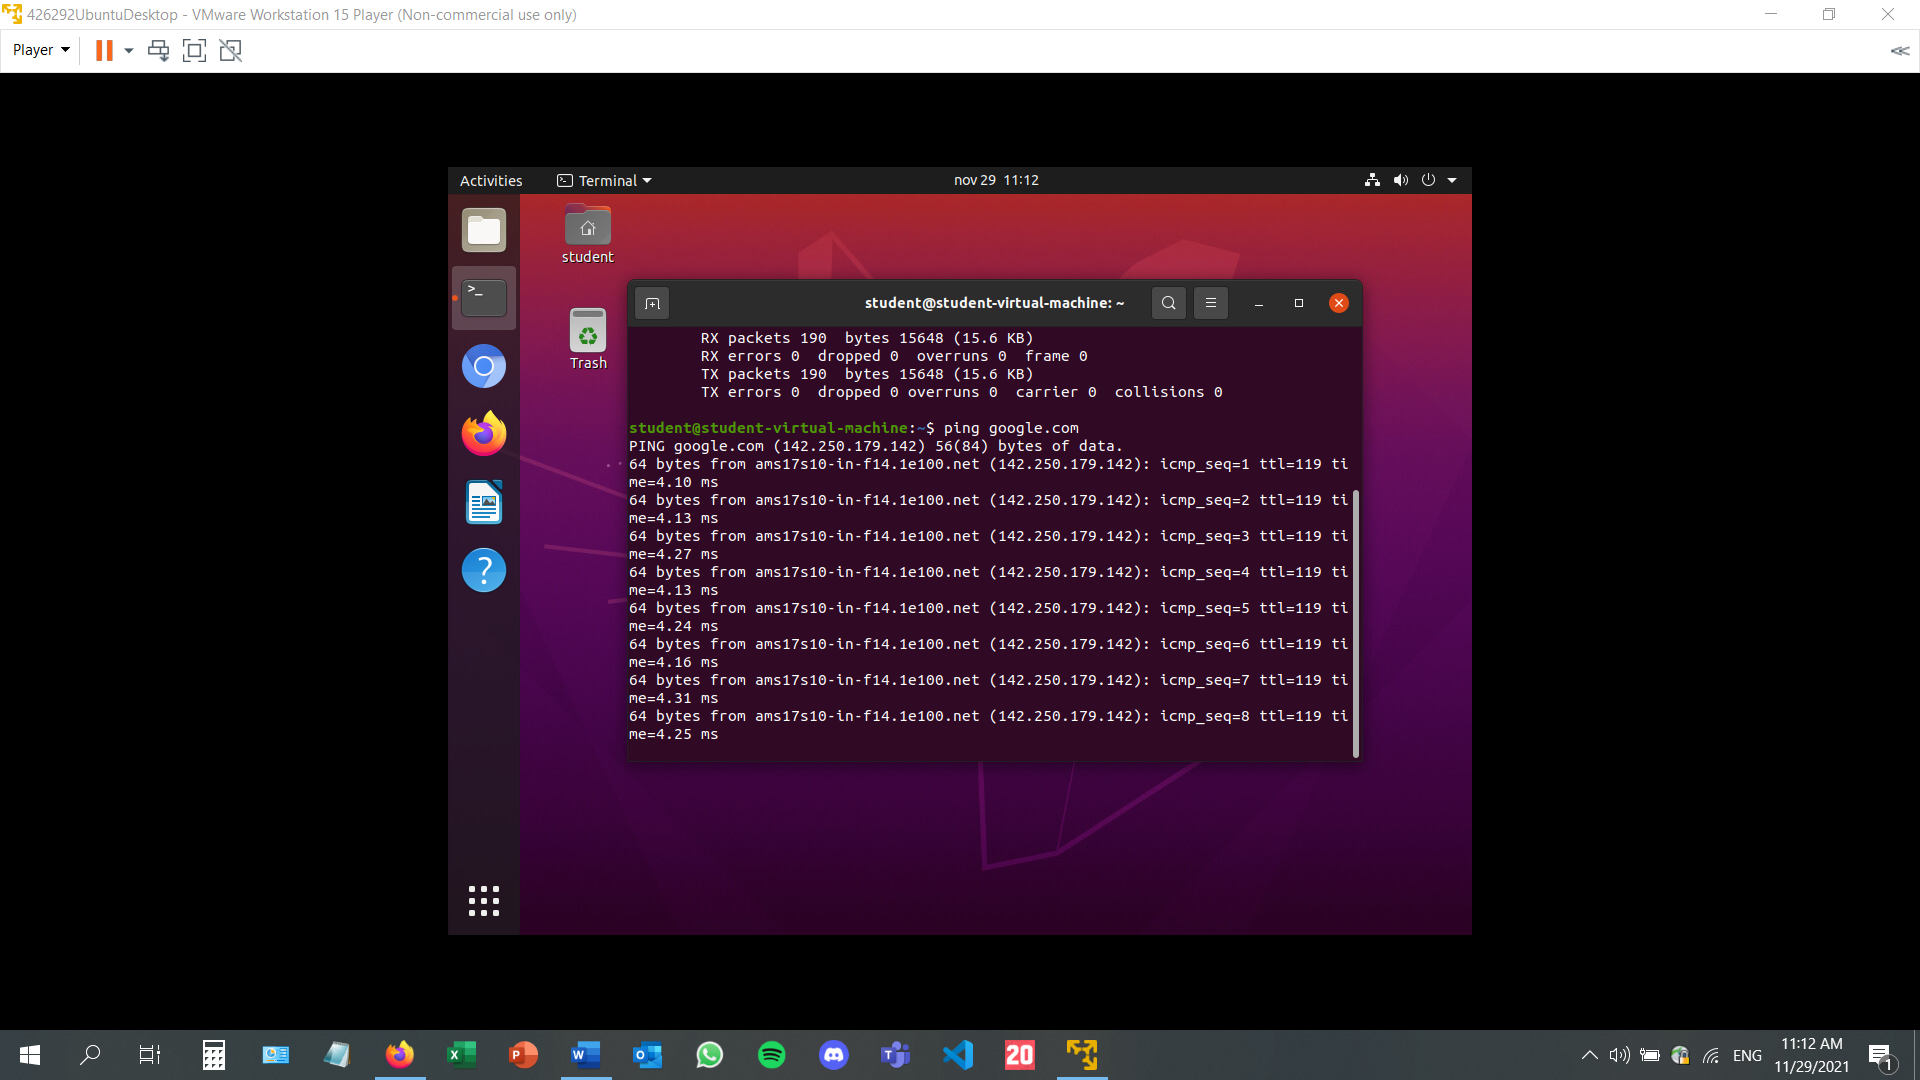 426292UbuntuDesktop - VMware Workstation 15 Player (Non-commercial use only)
Player
Activities
Terminal
nov 29 11:12
student
Trash
student@student-virtual-machine: ~
RX packets 190  bytes 15648 (15.6 KB)
RX errors 0  dropped 0  overruns 0  frame 0
TX packets 190  bytes 15648 (15.6 KB)
TX errors 0  dropped 0 overruns 0  carrier 0  collisions 0
student@student-virtual-machine:~$ ping google.com
PING google.com (142.250.179.142) 56(84) bytes of data.
64 bytes from ams17s10-in-f14.1e100.net (142.250.179.142): icmp_seq=1 ttl=119 ti
me=4.10 ms
64 bytes from ams17s10-in-f14.1e100.net (142.250.179.142): icmp_seq=2 ttl=119 ti
me=4.13 ms
64 bytes from ams17s10-in-f14.1e100.net (142.250.179.142): icmp_seq=3 ttl=119 ti
me=4.27 ms
64 bytes from ams17s10-in-f14.1e100.net (142.250.179.142): icmp_seq=4 ttl=119 ti
me=4.13 ms
64 bytes from ams17s10-in-f14.1e100.net (142.250.179.142): icmp_seq=5 ttl=119 ti
me=4.24 ms
64 bytes from ams17s10-in-f14.1e100.net (142.250.179.142): icmp_seq=6 ttl=119 ti
me=4.16 ms
64 bytes from ams17s10-in-f14.1e100.net (142.250.179.142): icmp_seq=7 ttl=119 ti
me=4.31 ms
64 bytes from ams17s10-in-f14.1e100.net (142.250.179.142): icmp_seq=8 ttl=119 ti
me=4.25 ms
20
ENG
11:12 AM
11/29/2021
1